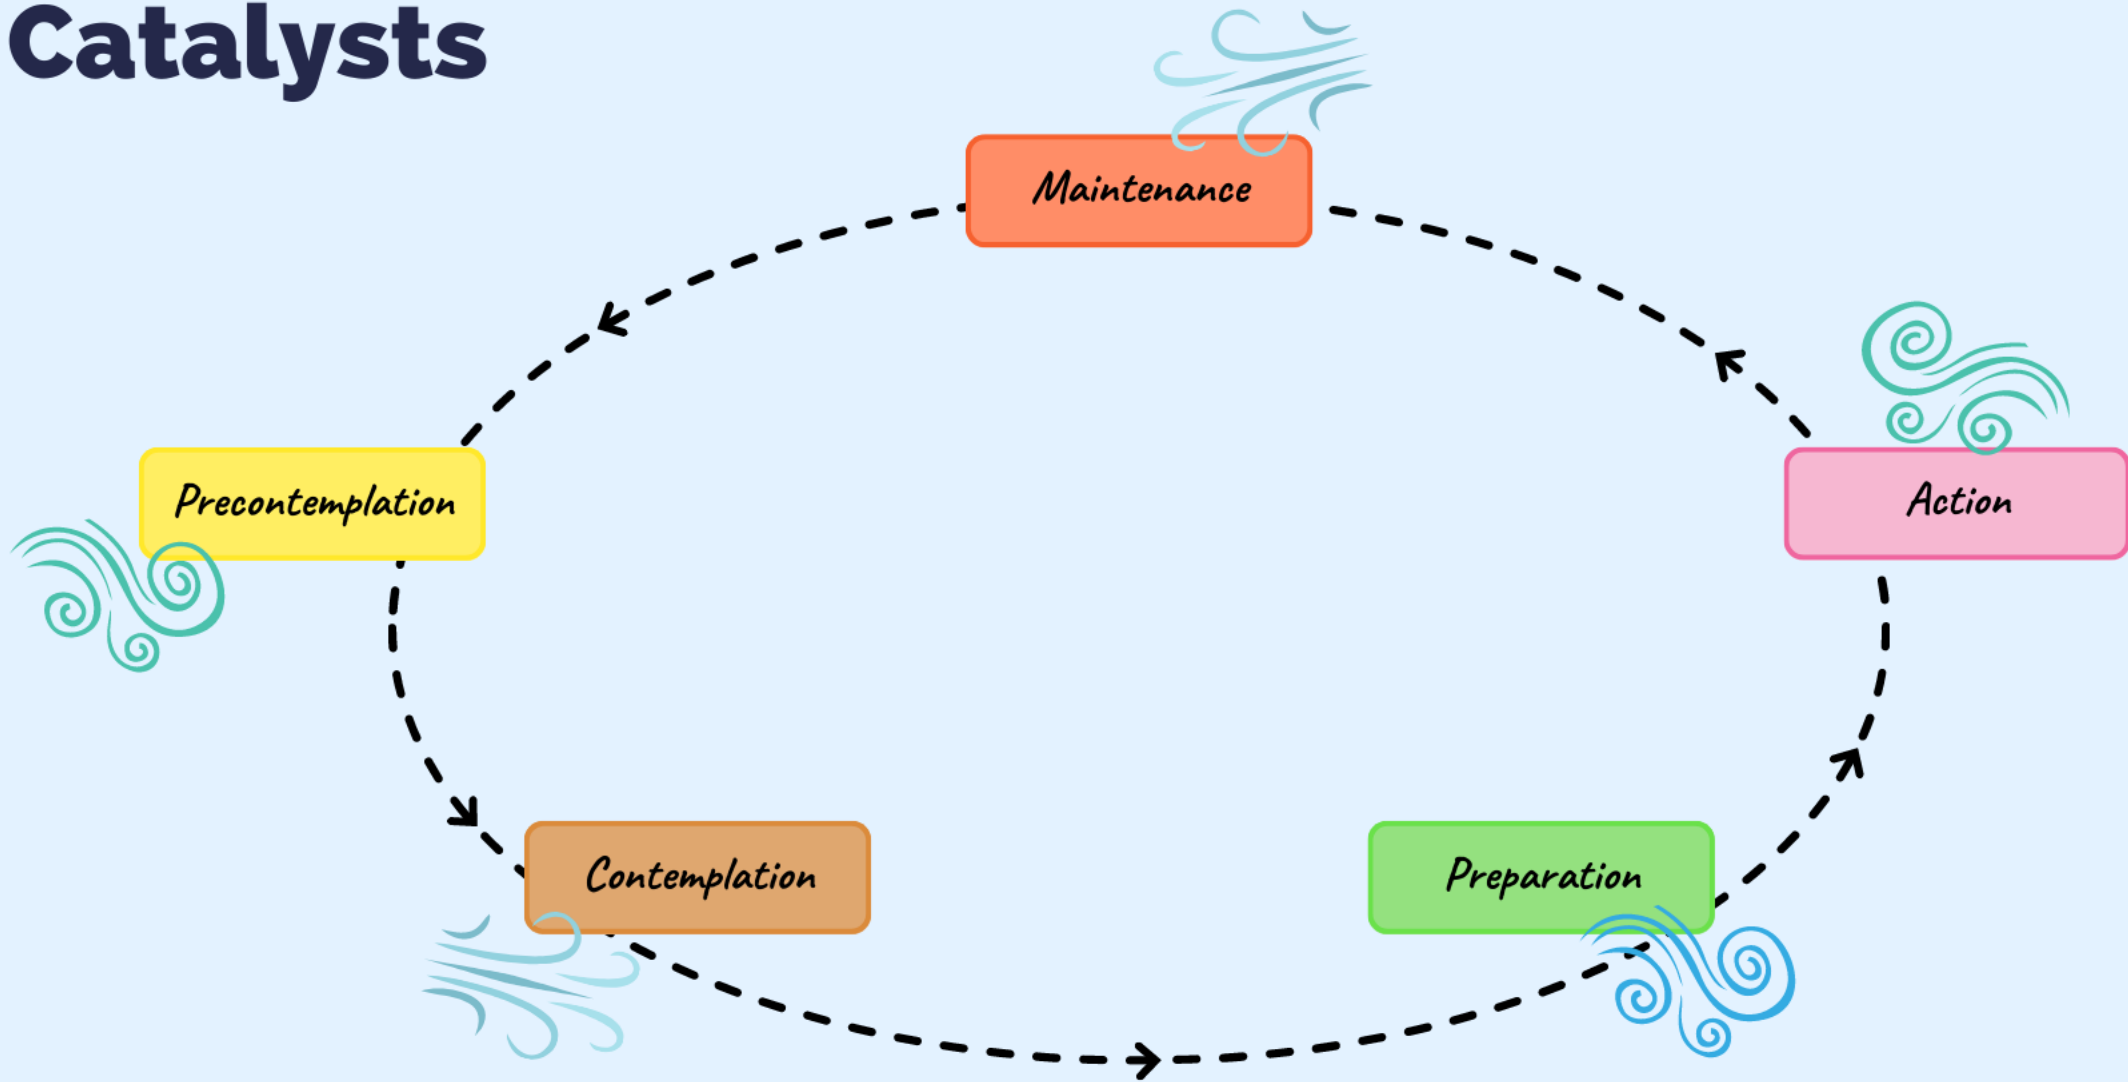 Catalysts
Maintenance
Precontemplation
Action
Contemplation
Preparation